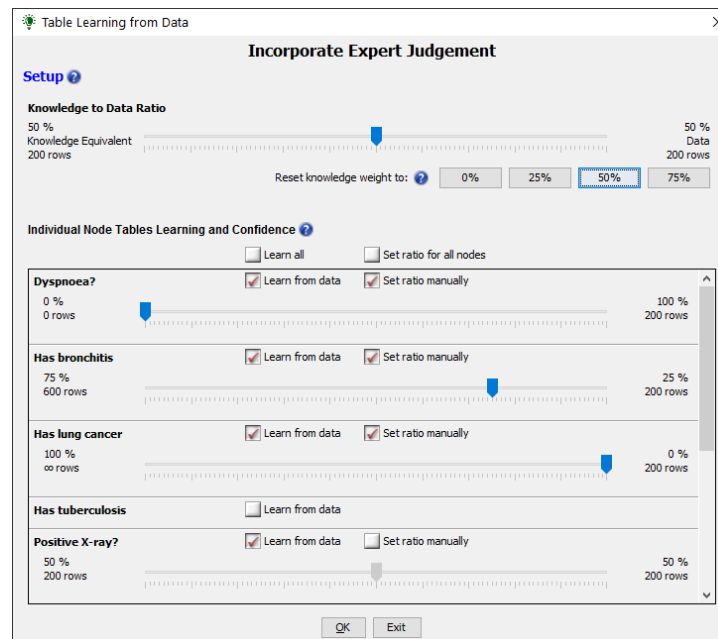 Table Learning from Data
Incorporate Expert Judgement
Setup
Knowledge to Data Ratio
50 % 50 %
Knowledge Equivalent Data
200 rows 200 rows
Reset knowledge weight to: 0% 25% 50% 75%
Individual Node Tables Learning and Confidence
Learn all Set ratio for all nodes
Dyspnoea? Learn from data Set ratio manually
0 % 100 %
0 rows 200 rows
Has bronchitis Learn from data Set ratio manually
75 % 25 %
600 rows 200 rows
Has lung cancer Learn from data Set ratio manually
100 % 0 %
∞ rows 200 rows
Has tuberculosis Learn from data
Positive X-ray? Learn from data Set ratio manually
50 % 50 %
200 rows 200 rows
OK Exit